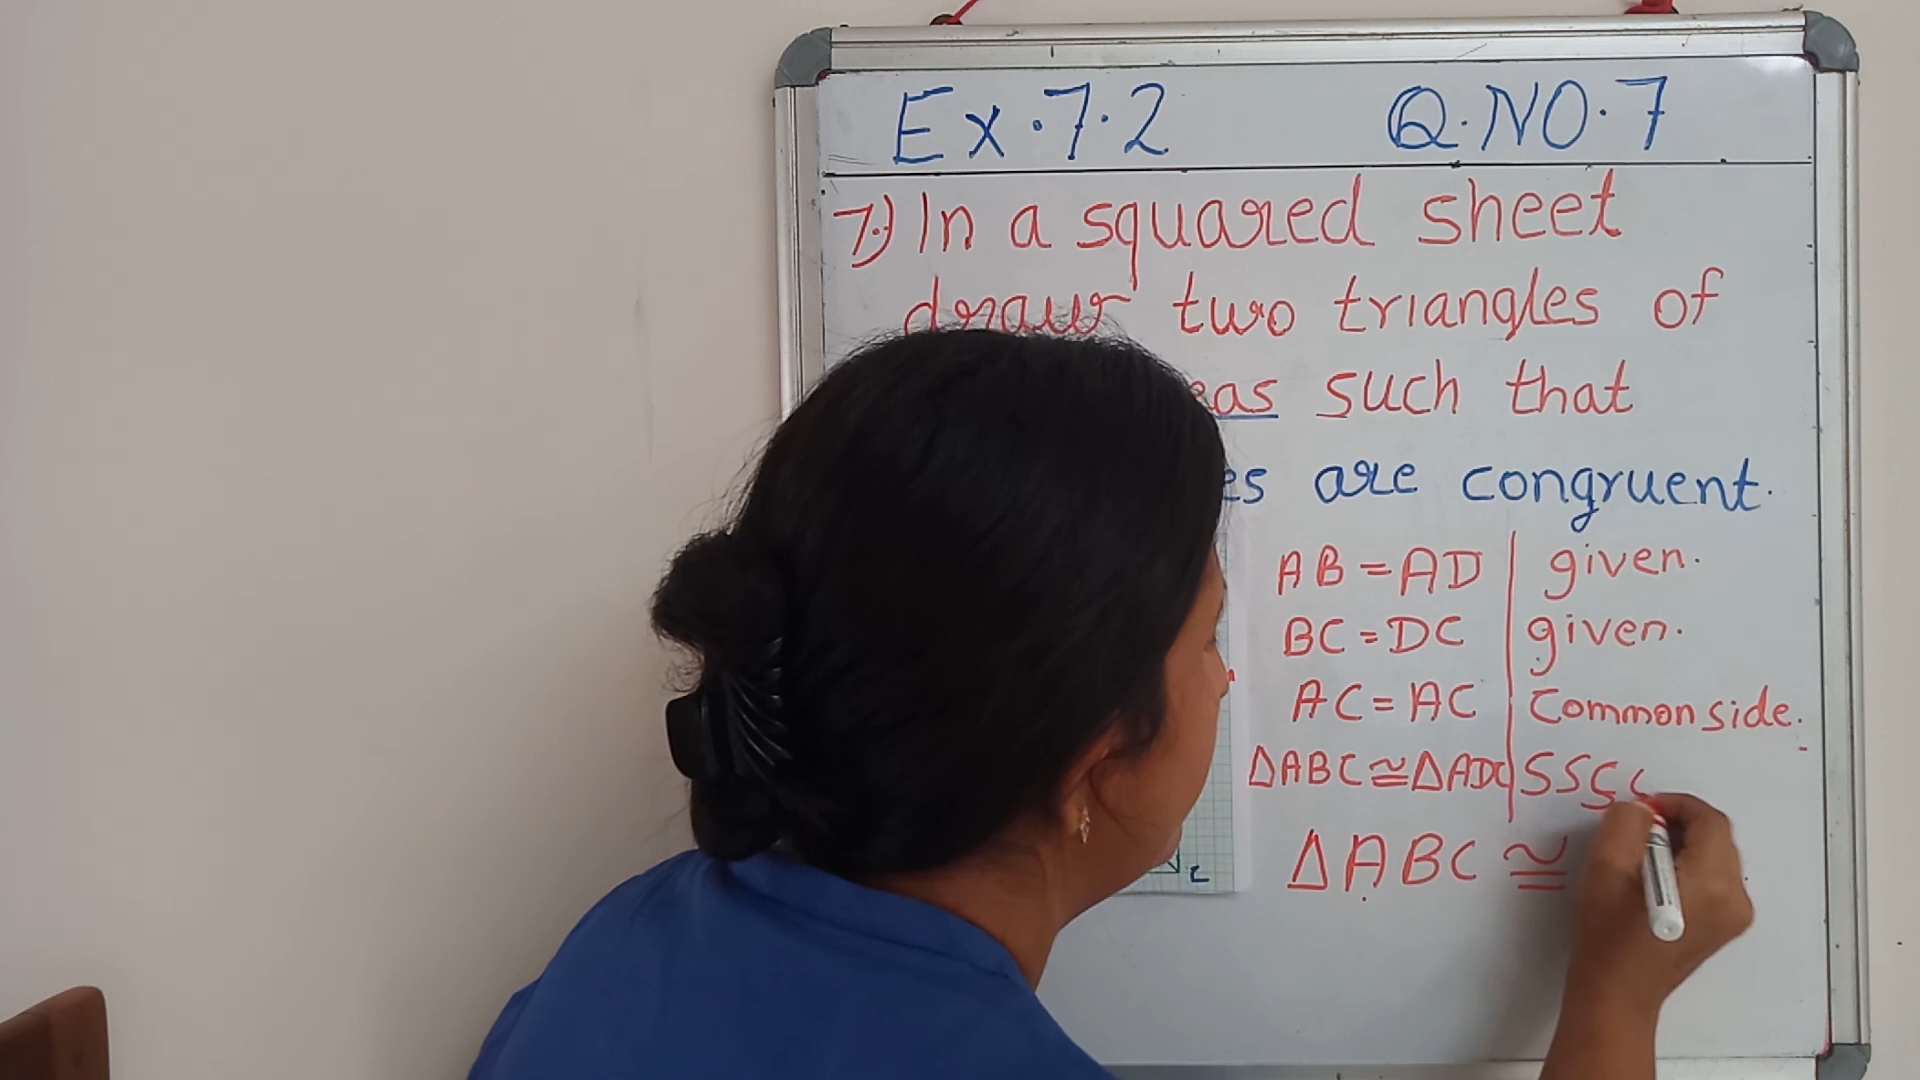 Ex.7.2 Q.NO.7
7.) In a squared sheet
draw two triangles of
such that
are congruent.
AB = AD | given.
BC = DC | given.
AC = AC | Common side.
ΔABC ≅ ΔADC | SSS
ΔABC ≅
C